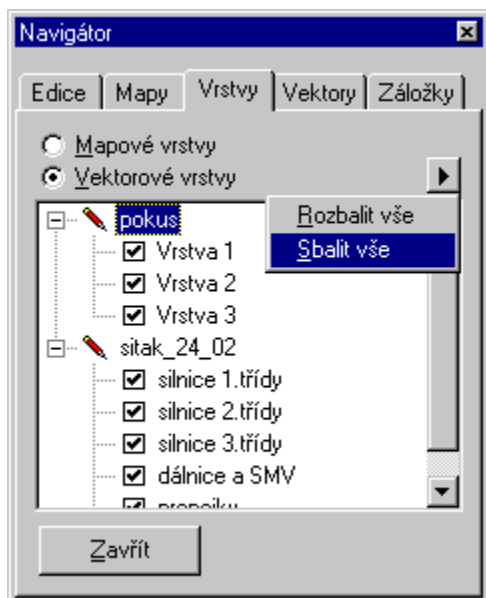 Navigátor
Edice Mapy Vrstvy Vektory Záložky
Mapové vrstvy
Vektorové vrstvy
Rozbalit vše
Sbalit vše
pokus
Vrstva 1
Vrstva 2
Vrstva 3
sitak_24_02
silnice 1.třídy
silnice 2.třídy
silnice 3.třídy
dálnice a SMV
Zavřít